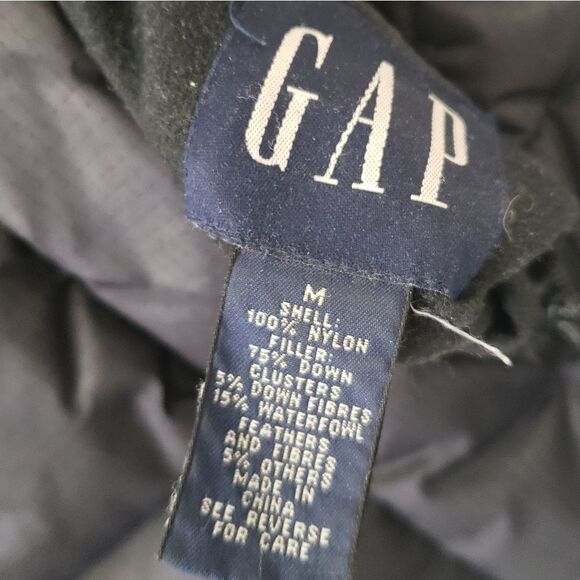 GAP
M
SHELL:
100% NYLON
FILLER:
75% DOWN
CLUSTERS
5% DOWN FIBRES
15% WATERFOWL
FEATHERS
AND FIBRES
5% OTHERS
MADE IN
CHINA
SEE REVERSE
FOR CARE